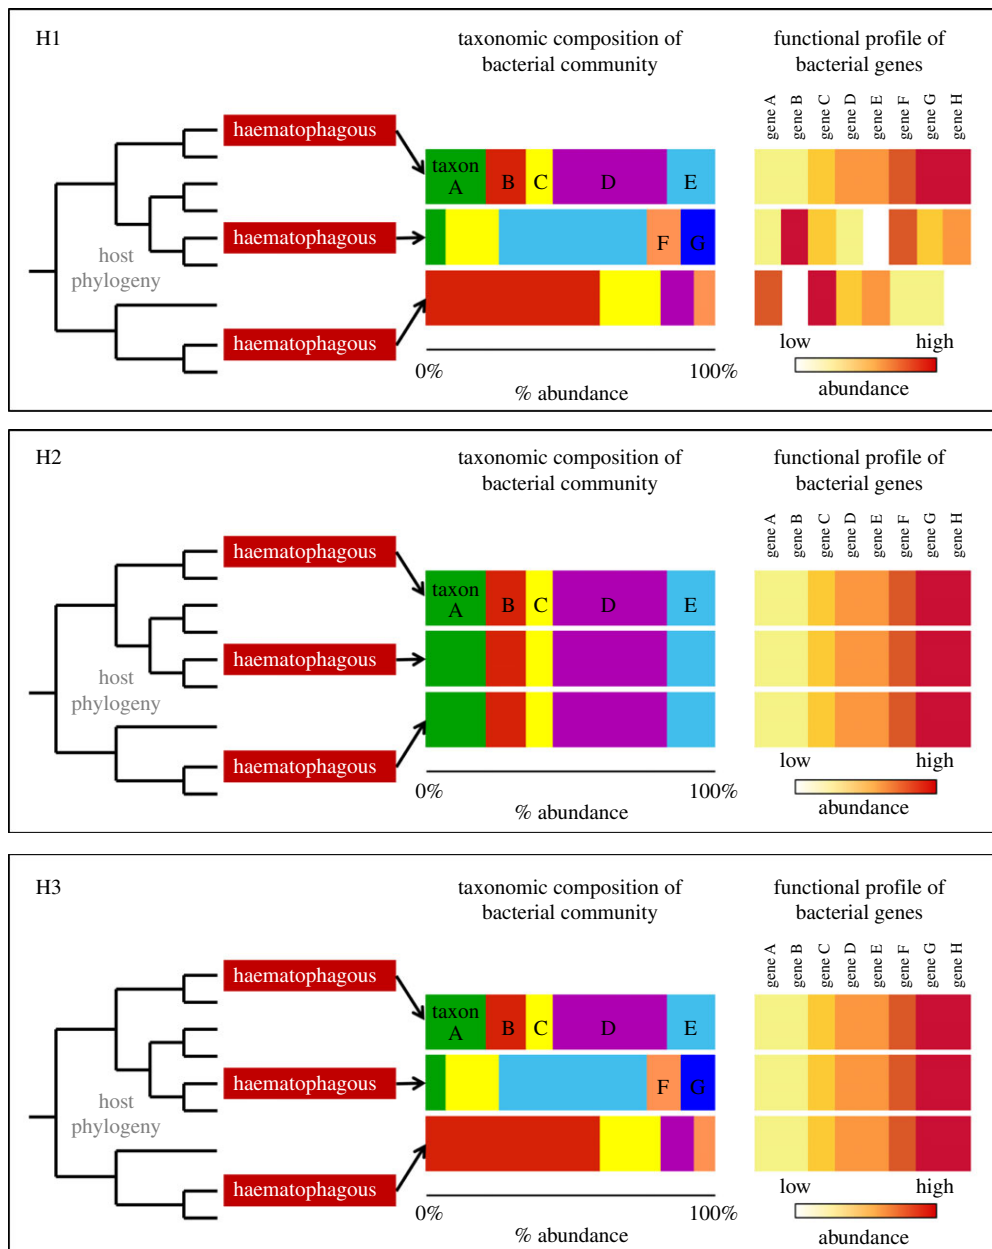 H1
taxonomic composition of
bacterial community
functional profile of
bacterial genes
gene A
gene B
gene C
gene D
gene E
gene F
gene G
gene H
haematophagous
haematophagous
haematophagous
host
phylogeny
taxon
A
B
C
D
E
F
G
0%
100%
% abundance
low
high
abundance
H2
taxonomic composition of
bacterial community
functional profile of
bacterial genes
gene A
gene B
gene C
gene D
gene E
gene F
gene G
gene H
haematophagous
haematophagous
haematophagous
host
phylogeny
taxon
A
B
C
D
E
0%
100%
% abundance
low
high
abundance
H3
taxonomic composition of
bacterial community
functional profile of
bacterial genes
gene A
gene B
gene C
gene D
gene E
gene F
gene G
gene H
haematophagous
haematophagous
haematophagous
host
phylogeny
taxon
A
B
C
D
E
F
G
0%
100%
% abundance
low
high
abundance